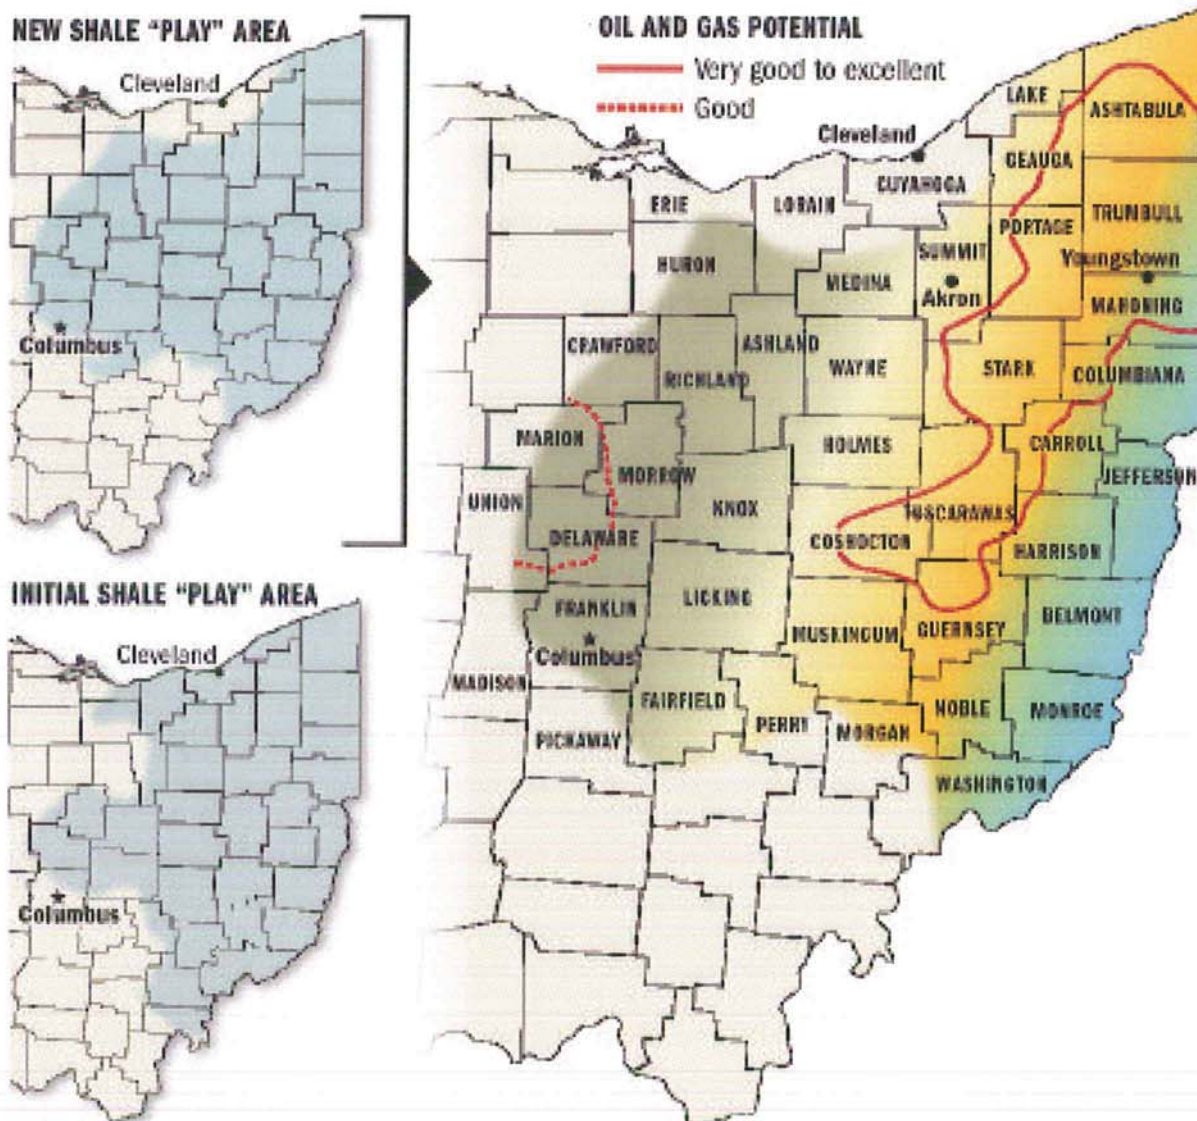 NEW SHALE “PLAY” AREA
Cleveland
Columbus
INITIAL SHALE “PLAY” AREA
Cleveland
Columbus
OIL AND GAS POTENTIAL
Very good to excellent
Good
LAKE
ASHTABULA
Cleveland
GEAUGA
CUYAHOGA
ERIE
LORAIN
TRUMBULL
PORTAGE
SUMMIT
Youngstown
HURON
MEDINA
Akron
MAHONING
CRAWFORD
ASHLAND
WAYNE
STARK
COLUMBIANA
RICHLAND
MARION
HOLMES
CARROLL
MORROW
JEFFERSON
UNION
KNOX
TUSCARAWAS
DELAWARE
COSHOCTON
HARRISON
FRANKLIN
LICKING
BELMONT
MUSKINGUM
GUERNSEY
Columbus
MADISON
FAIRFIELD
NOBLE
MONROE
PERRY
MORGAN
PICKAWAY
WASHINGTON